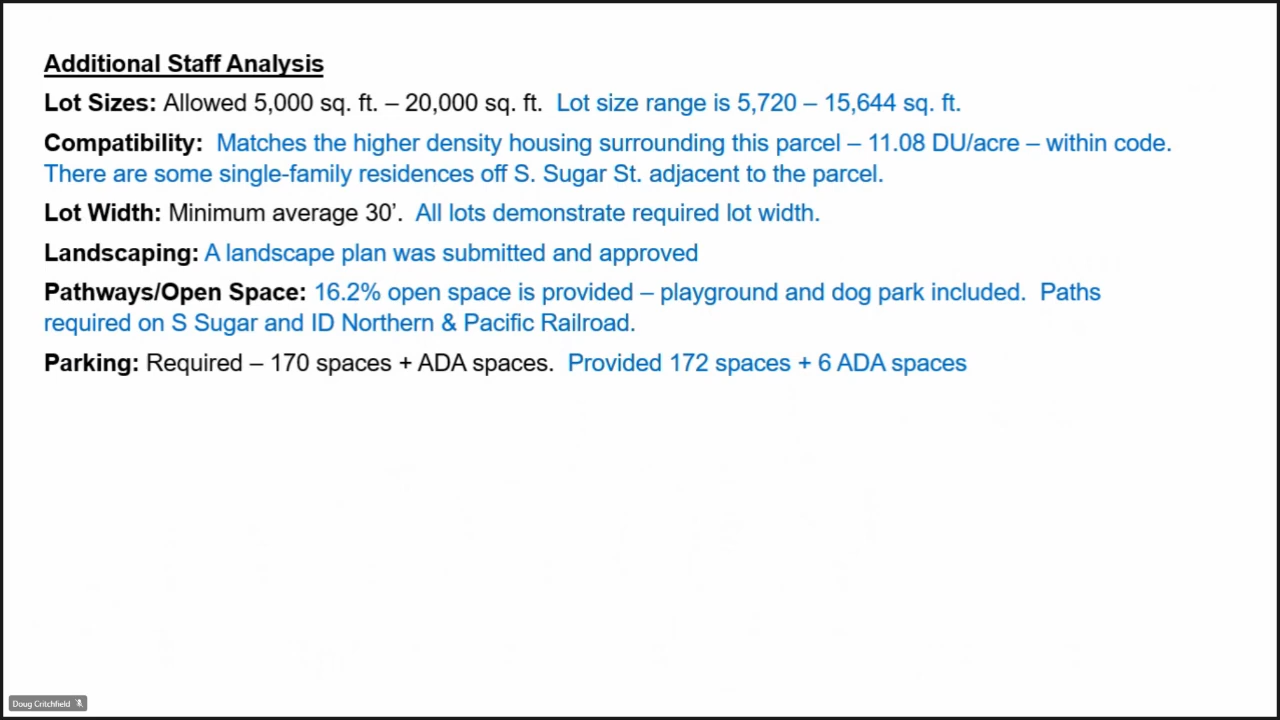 Additional Staff Analysis
Lot Sizes: Allowed 5,000 sq. ft. – 20,000 sq. ft.  Lot size range is 5,720 – 15,644 sq. ft.
Compatibility:  Matches the higher density housing surrounding this parcel – 11.08 DU/acre – within code.
There are some single-family residences off S. Sugar St. adjacent to the parcel.
Lot Width: Minimum average 30’.  All lots demonstrate required lot width.
Landscaping: A landscape plan was submitted and approved
Pathways/Open Space: 16.2% open space is provided – playground and dog park included.  Paths
required on S Sugar and ID Northern & Pacific Railroad.
Parking: Required – 170 spaces + ADA spaces.  Provided 172 spaces + 6 ADA spaces
Doug Critchfield